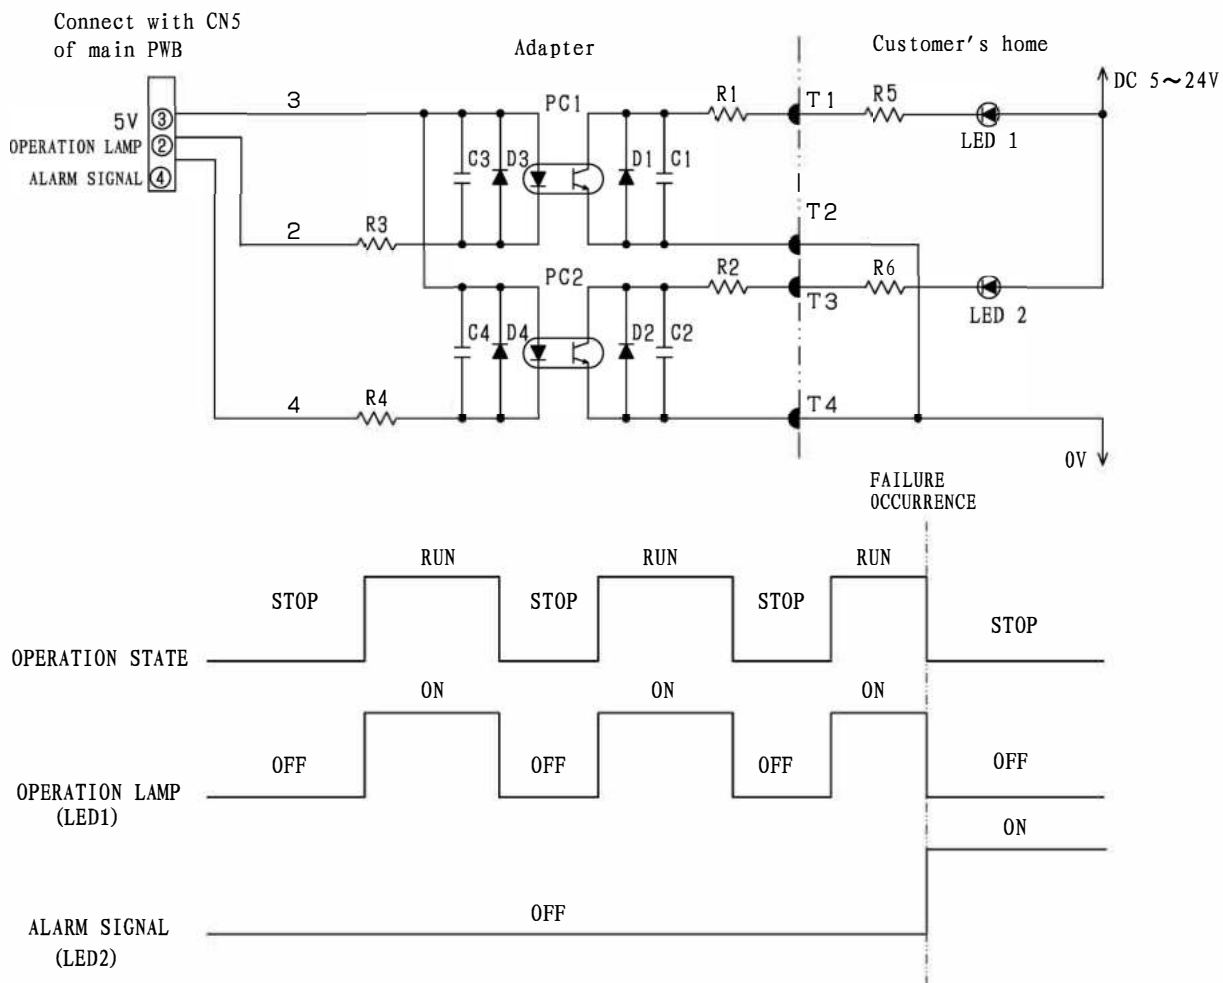 Connect with CN5
of main PWB
Adapter
Customer's home
DC 5~24V
3
PC1
R1
T1
R5
5V ③
OPERATION LAMP ②
ALARM SIGNAL ④
LED 1
C3
D3
D1
C1
T2
2
R3
PC2
R2
R6
T3
LED 2
C4
D4
D2
C2
4
R4
T4
0V
FAILURE
OCCURRENCE
RUN
RUN
RUN
STOP
STOP
STOP
STOP
OPERATION STATE
ON
ON
ON
OFF
OFF
OFF
OFF
OPERATION LAMP
(LED1)
ON
OFF
ALARM SIGNAL
(LED2)